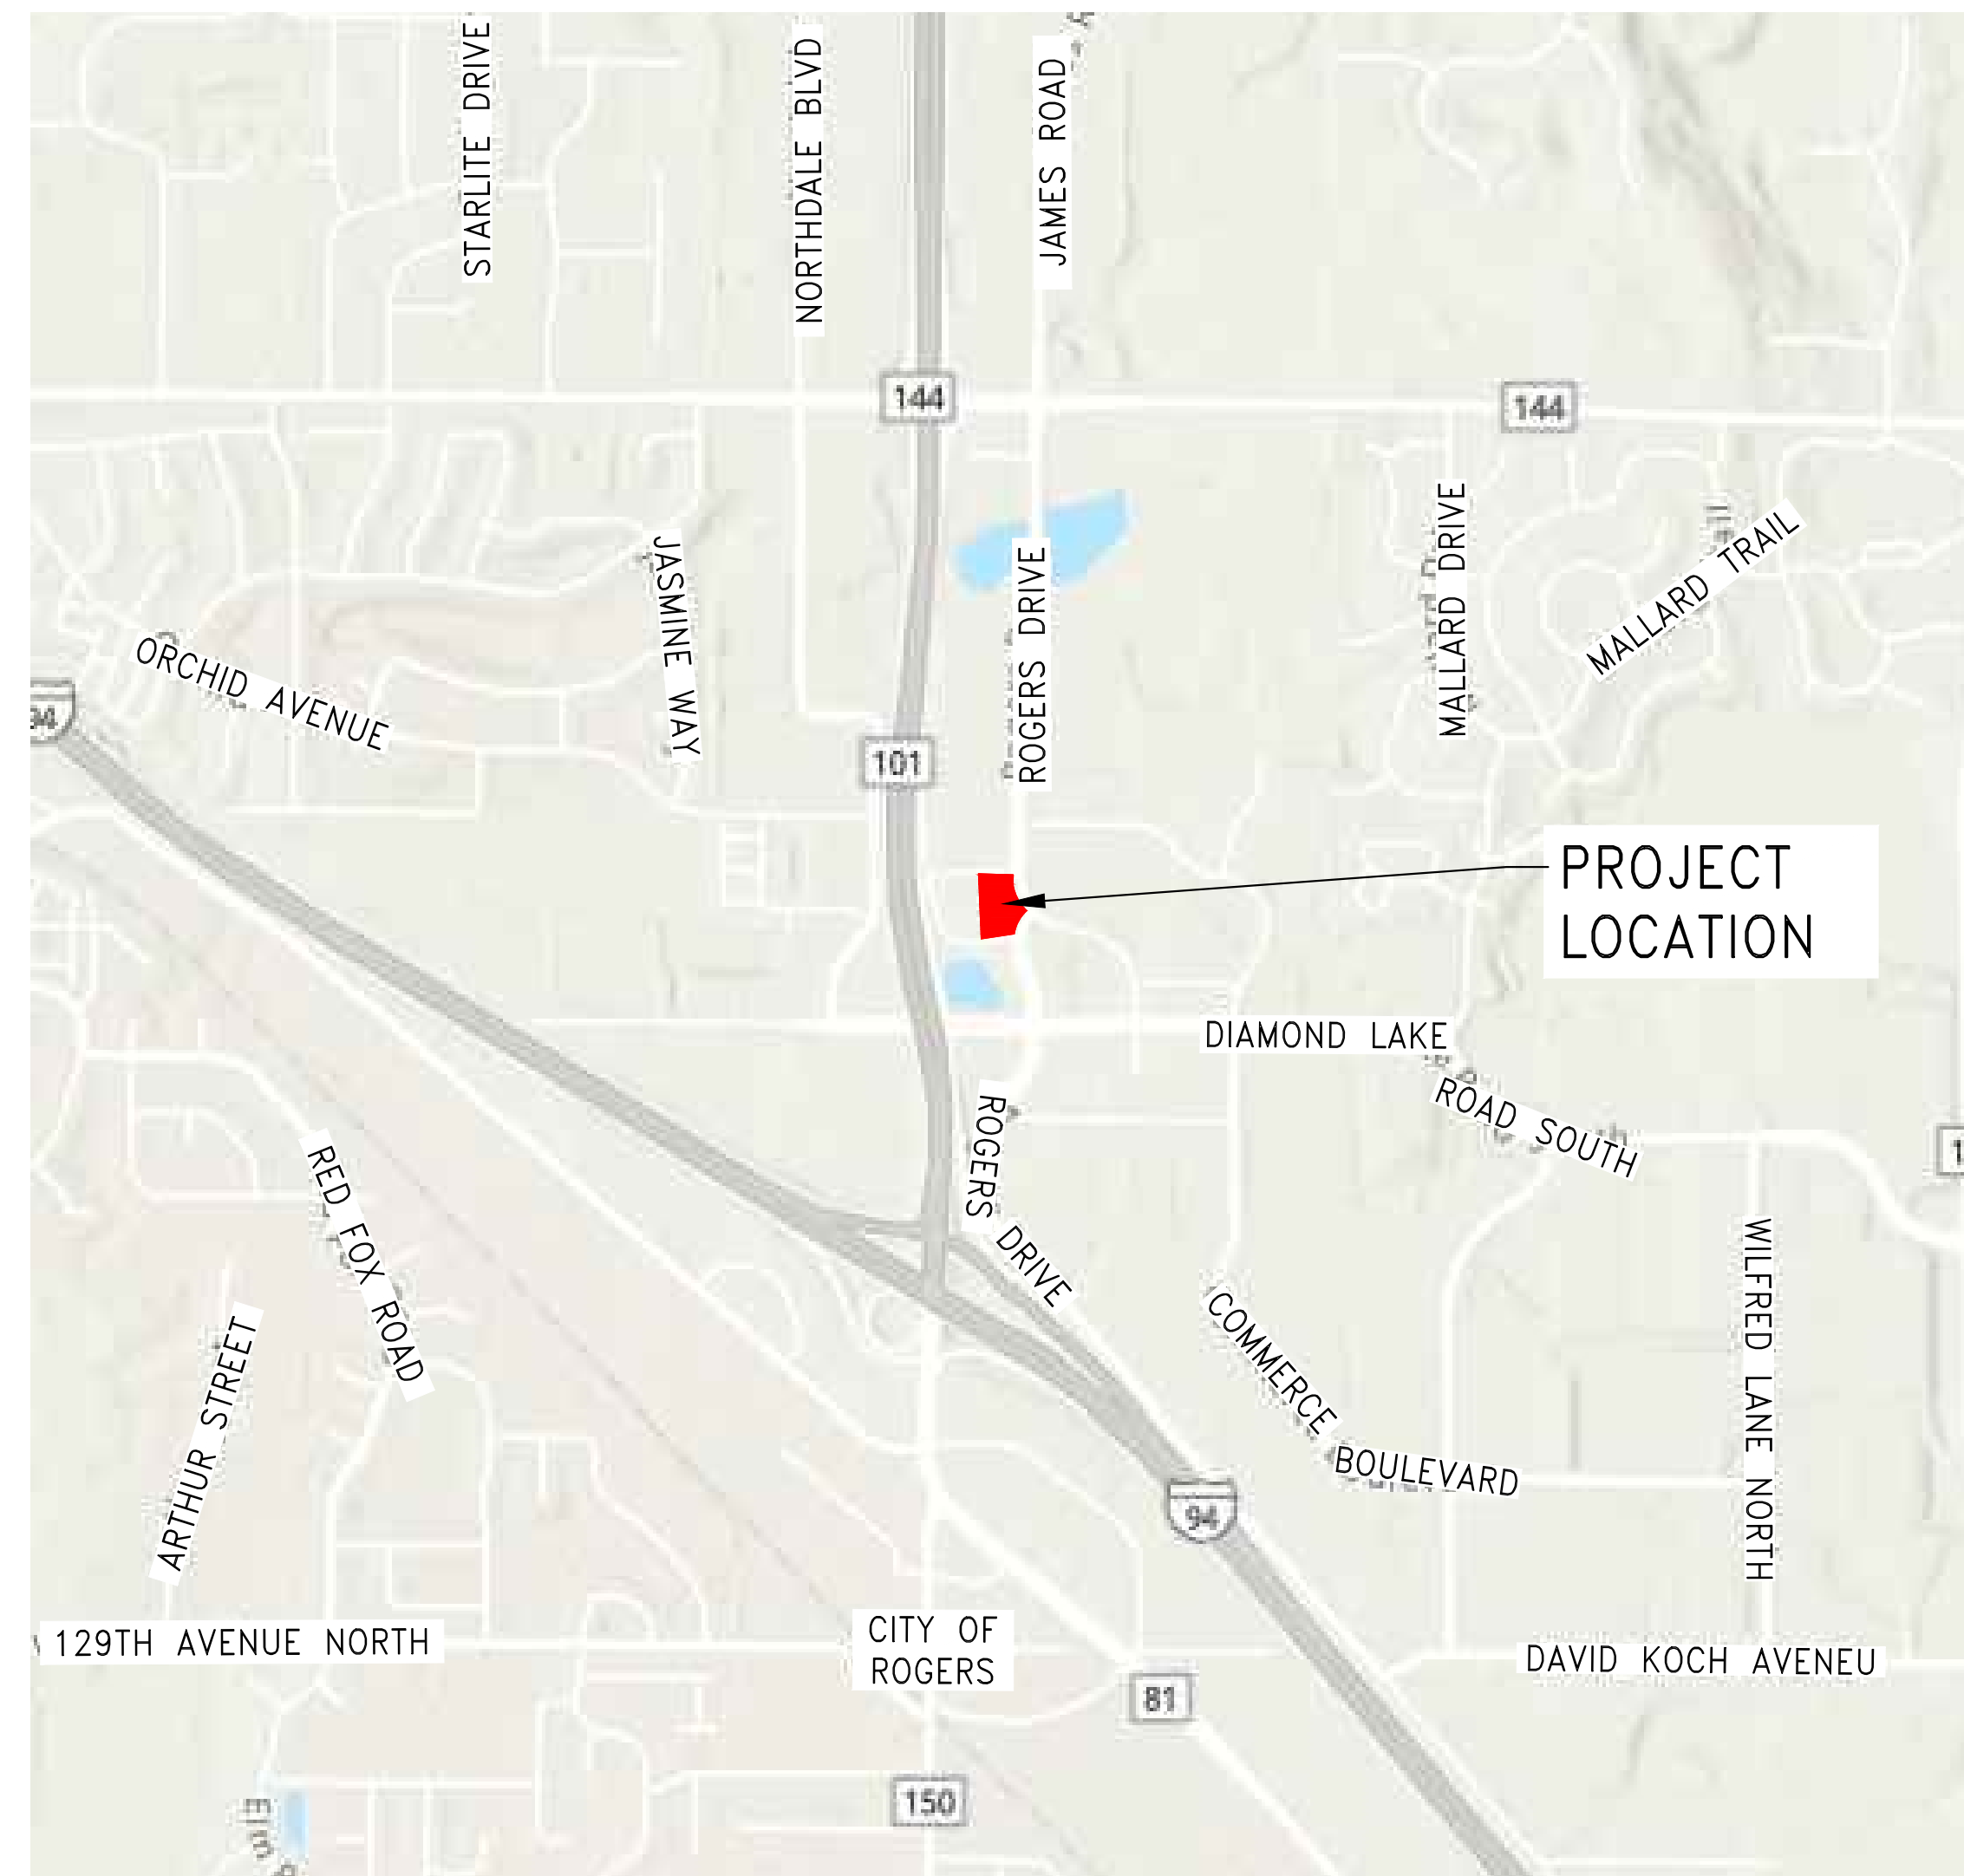 STARLITE DRIVE
NORTHDALE BLVD
JAMES ROAD
144
144
JASMINE WAY
ROGERS DRIVE
MALLARD DRIVE
MALLARD TRAIL
ORCHID AVENUE
94
101
PROJECT
LOCATION
DIAMOND LAKE
ROAD SOUTH
ROGERS DRIVE
RED FOX ROAD
WILFRED LANE NORTH
COMMERCE
BOULEVARD
ARTHUR STREET
94
129TH AVENUE NORTH
CITY OF
ROGERS
DAVID KOCH AVENEU
81
150
Elm